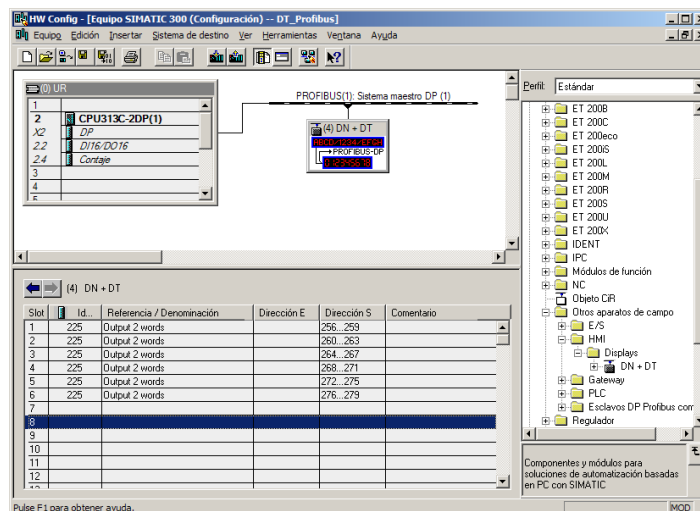 HW Config - [Equipo SIMATIC 300 (Configuración) -- DT_Profibus]
Equipo Edición Insertar Sistema de destino Ver Herramientas Ventana Ayuda
(0) UR
1
2 CPU313C-2DP(1)
X2 DP
2.2 DI16/DO16
2.4 Contaje
3
4
5
PROFIBUS(1): Sistema maestro DP (1)
(4) DN + DT
ABCD/1234/EFGH
PROFIBUS-DP
(4) DN + DT
Slot Id... Referencia / Denominación Dirección E Dirección S Comentario
1 225 Output 2 words 256...259
2 225 Output 2 words 260...263
3 225 Output 2 words 264...267
4 225 Output 2 words 268...271
5 225 Output 2 words 272...275
6 225 Output 2 words 276...279
7
8
9
10
11
12
13
Perfil: Estándar
ET 200B
ET 200C
ET 200eco
ET 200iS
ET 200L
ET 200M
ET 200R
ET 200S
ET 200U
ET 200X
IDENT
IPC
Módulos de función
NC
Objeto CiR
Otros aparatos de campo
E/S
HMI
Displays
DN + DT
Gateway
PLC
Esclavos DP Profibus com
Regulador
Componentes y módulos para
soluciones de automatización basadas
en PC con SIMATIC
Pulse F1 para obtener ayuda.
MOD